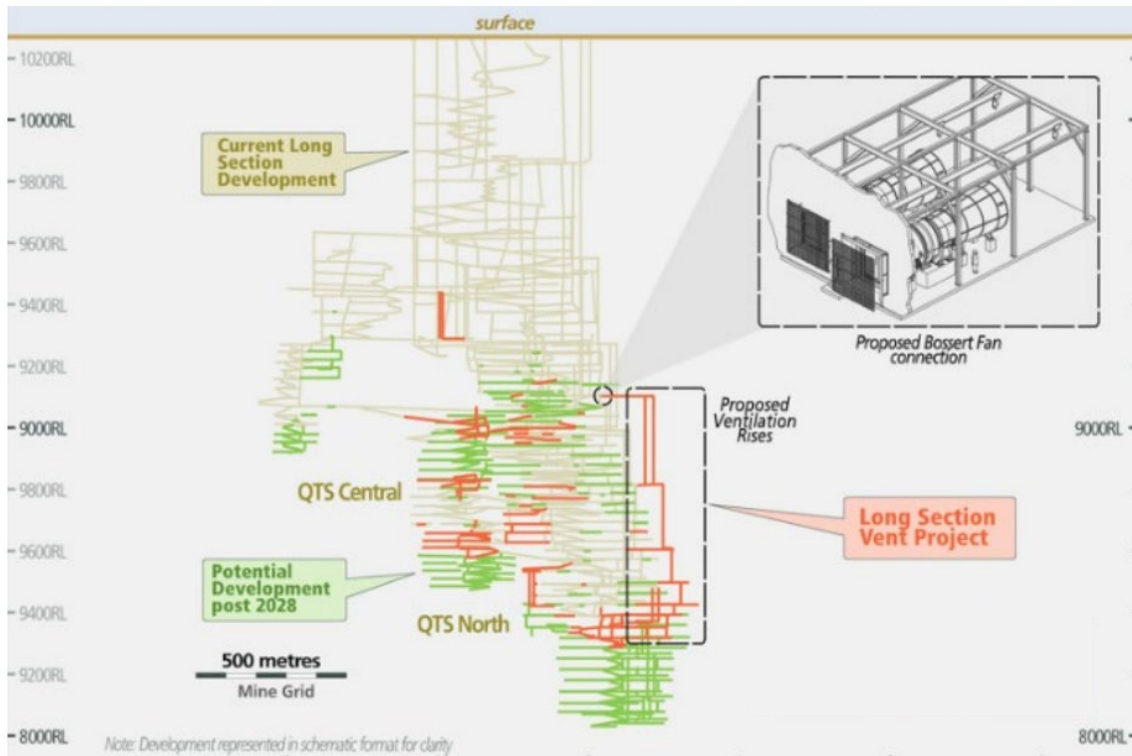 surface
10200RL
10000RL
9800RL
9600RL
9400RL
9200RL
9000RL
9800RL
9600RL
9400RL
9200RL
8000RL
Current Long
Section
Development
Proposed Bossert Fan
connection
Proposed
Ventilation
Rises
9000RL
QTS Central
Long Section
Vent Project
Potential
Development
post 2028
QTS North
500 metres
Mine Grid
8000RL
Note: Development represented in schematic format for clarity